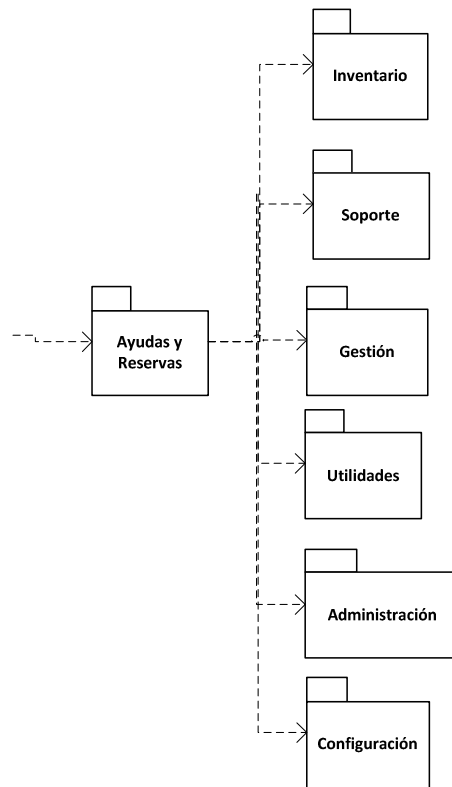 Inventario
Soporte
Ayudas y
Reservas
Gestión
Utilidades
Administración
Configuración